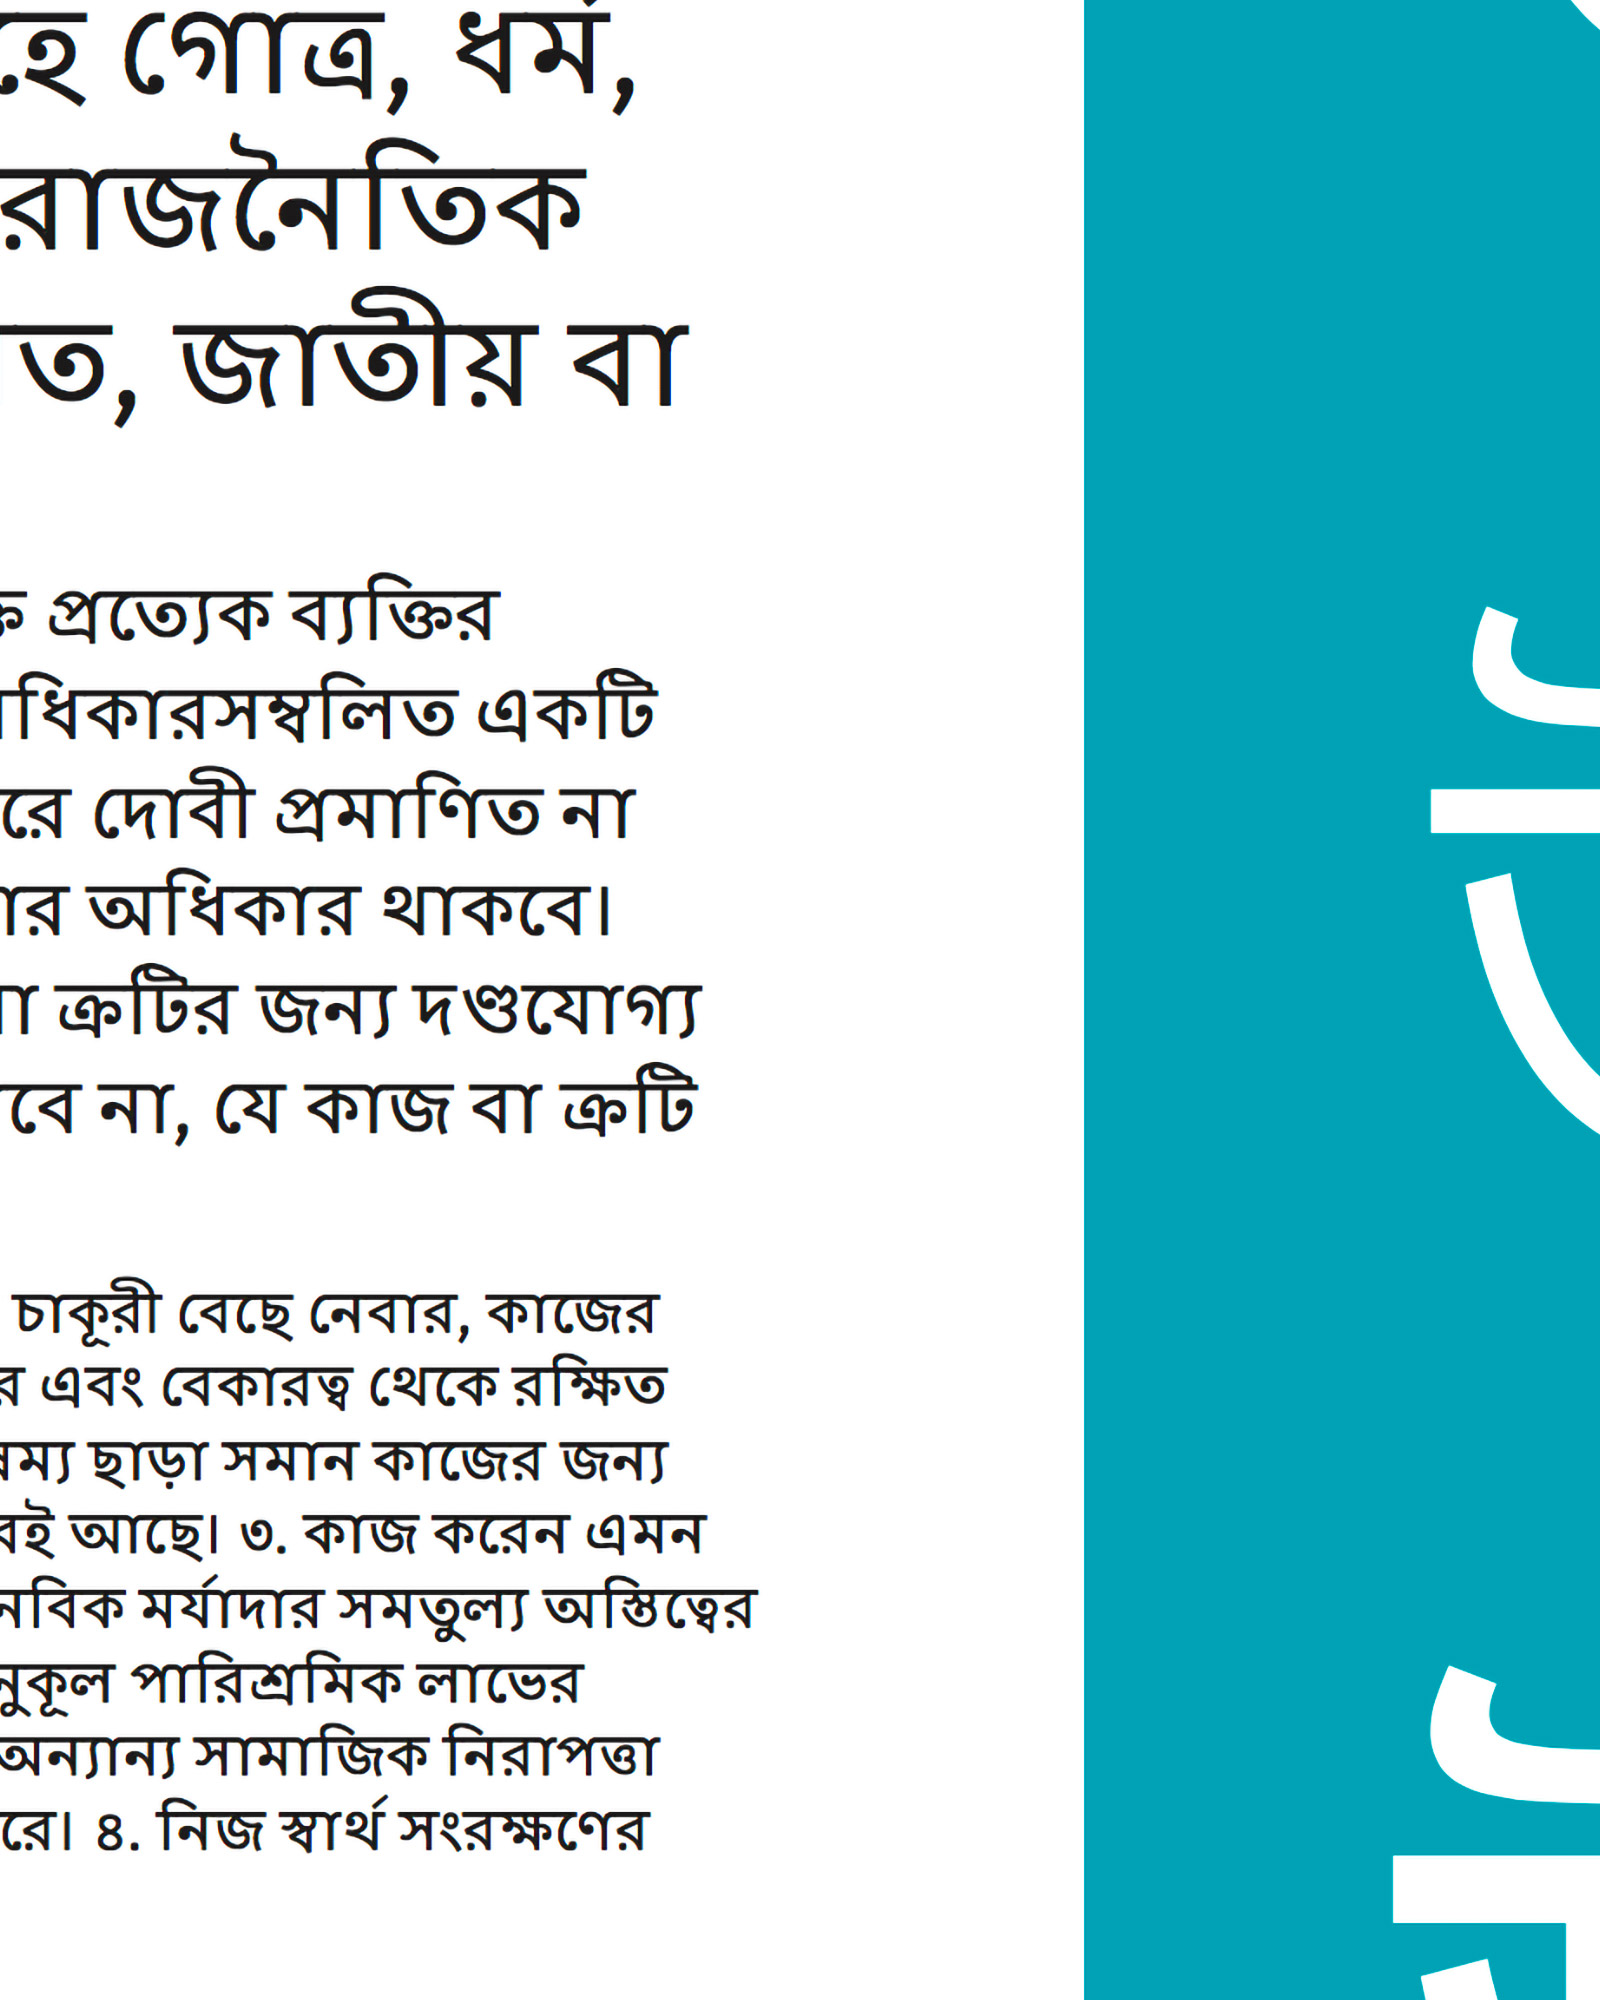 হে গোত্র, ধর্ম,
রাজনৈতিক
ত, জাতীয় বা
প্রত্যেক ব্যক্তির
ধিকারসম্বলিত একটি
রে দোবী প্রমাণিত না
ার অধিকার থাকবে।
া ক্রটির জন্য দণ্ডযোগ্য
বে না, যে কাজ বা ক্রটি
চাকূরী বেছে নেবার, কাজের
র এবং বেকারত্ব থেকে রক্ষিত
ষম্য ছাড়া সমান কাজের জন্য
বই আছে। ৩. কাজ করেন এমন
নবিক মর্যাদার সমতুল্য অস্তিত্বের
নুকূল পারিশ্রমিক লাভের
অন্যান্য সামাজিক নিরাপত্তা
রে। ৪. নিজ স্বার্থ সংরক্ষণের